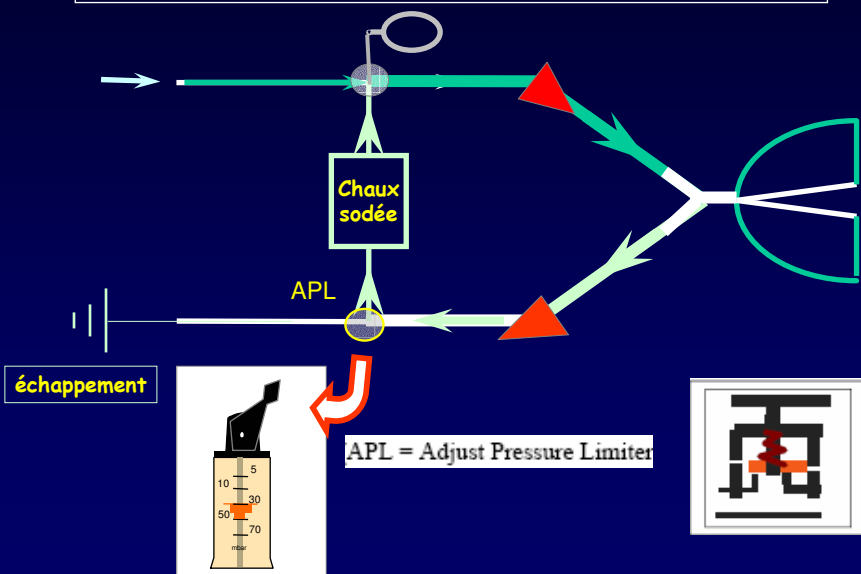 Chaux
sodée
APL
échappement
APL = Adjust Pressure Limiter
5
10
30
50
70
mbar